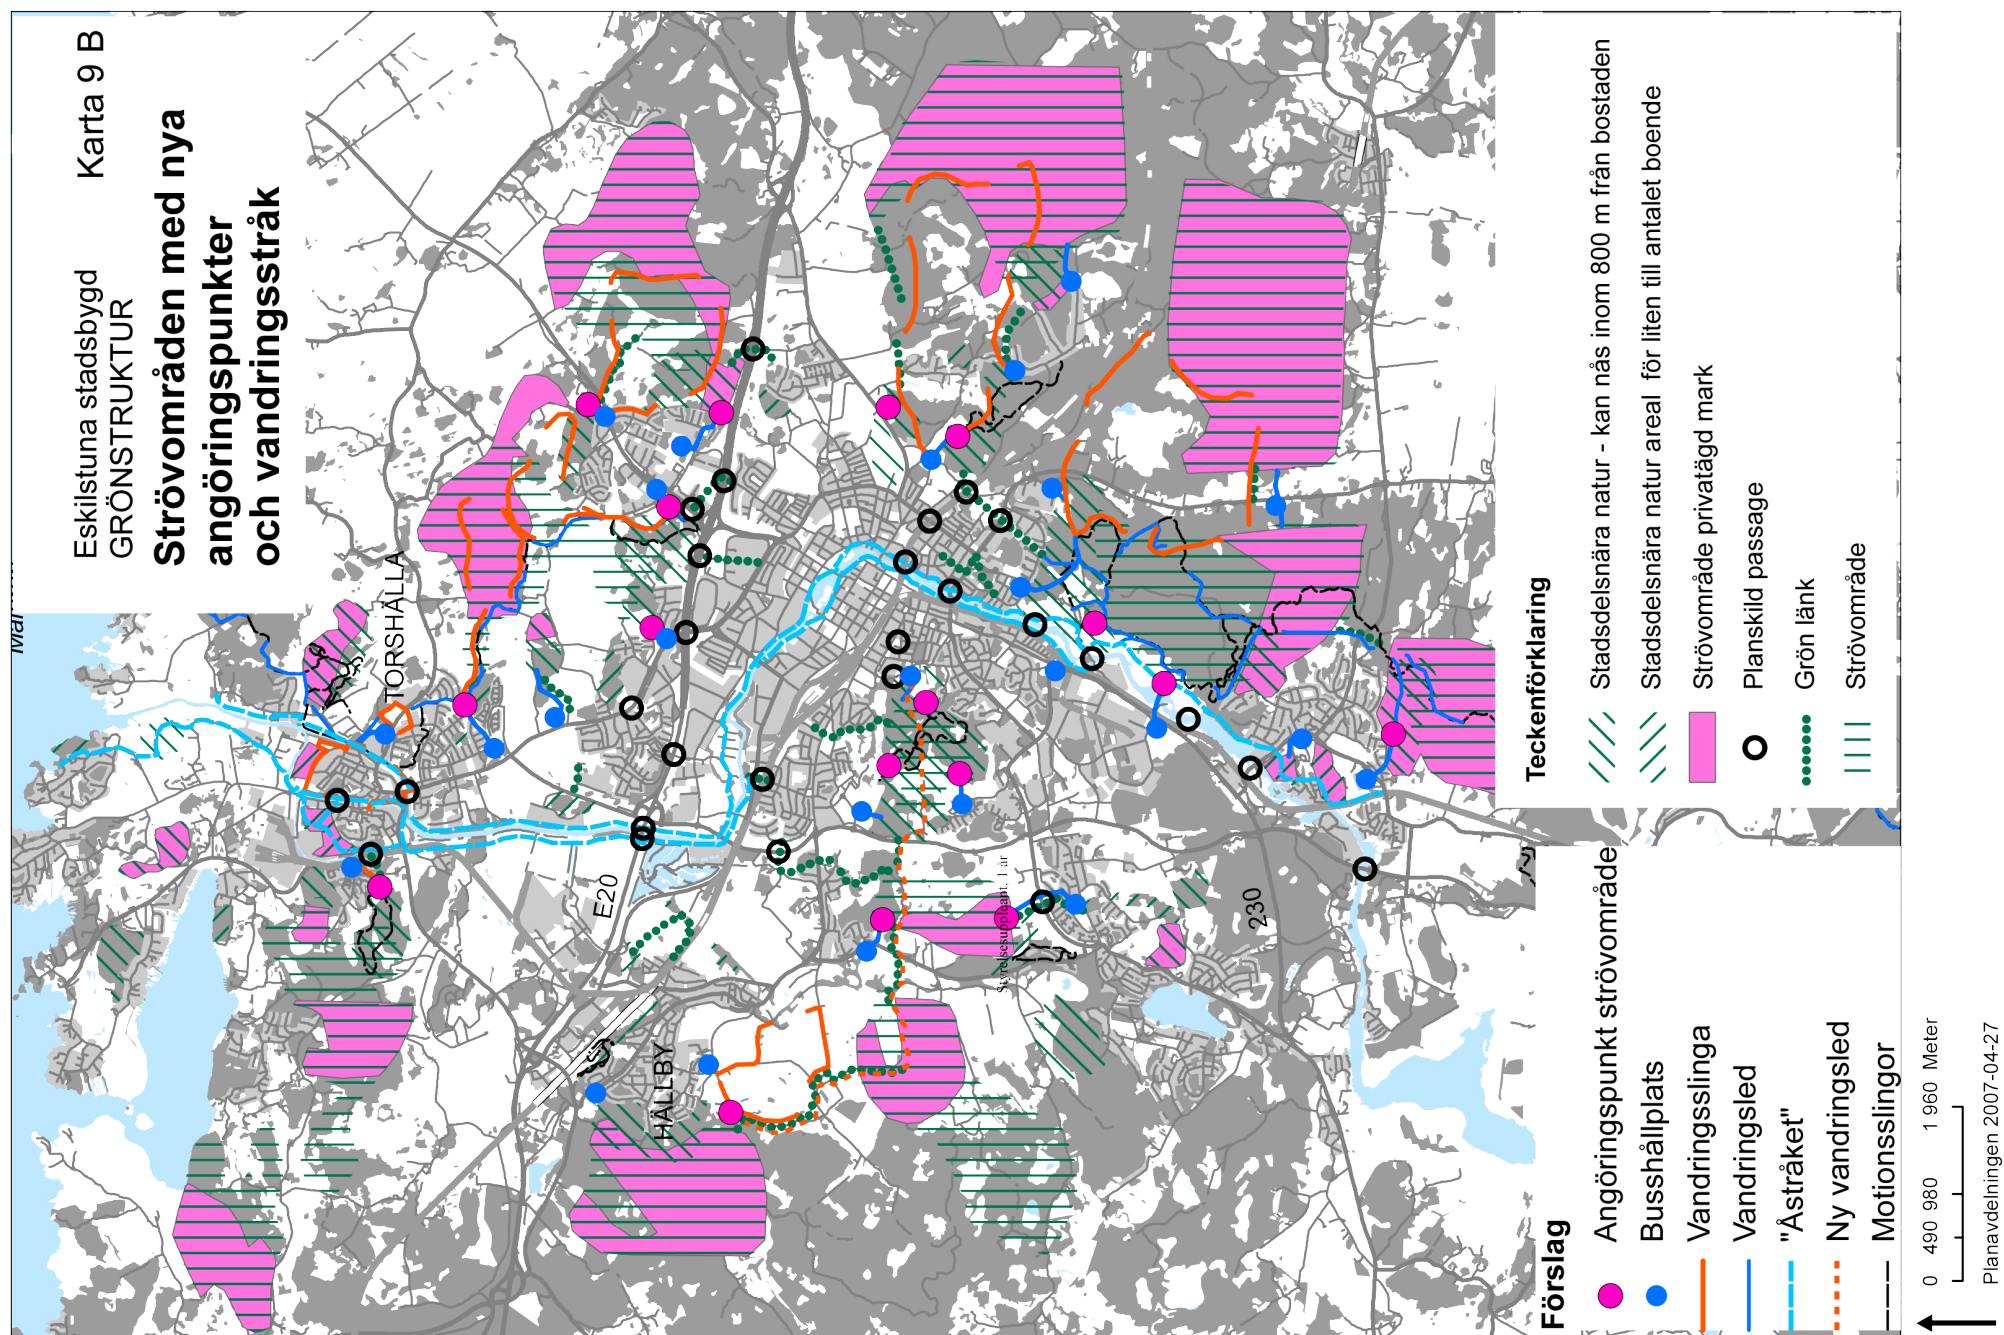 Eskilstuna stadsbygd
GRÖNSTRUKTUR
Karta 9 B
Strövområden med nya
angöringspunkter
och vandringsstråk
TORSHÄLLA
E20
HÄLLBY
230
Styrelsesuppleant, 1 år
Teckenförklaring
Stadsdelsnära natur - kan nås inom 800 m från bostaden
Stadsdelsnära natur areal för liten till antalet boende
Strövområde privatägd mark
Planskild passage
Grön länk
Strövområde
Förslag
Angöringspunkt strövområde
Busshållplats
Vandringsslinga
Vandringsled
"Åstråket"
Ny vandringsled
Motionsslingor
0 490 980 1 960 Meter
Planavdelningen 2007-04-27